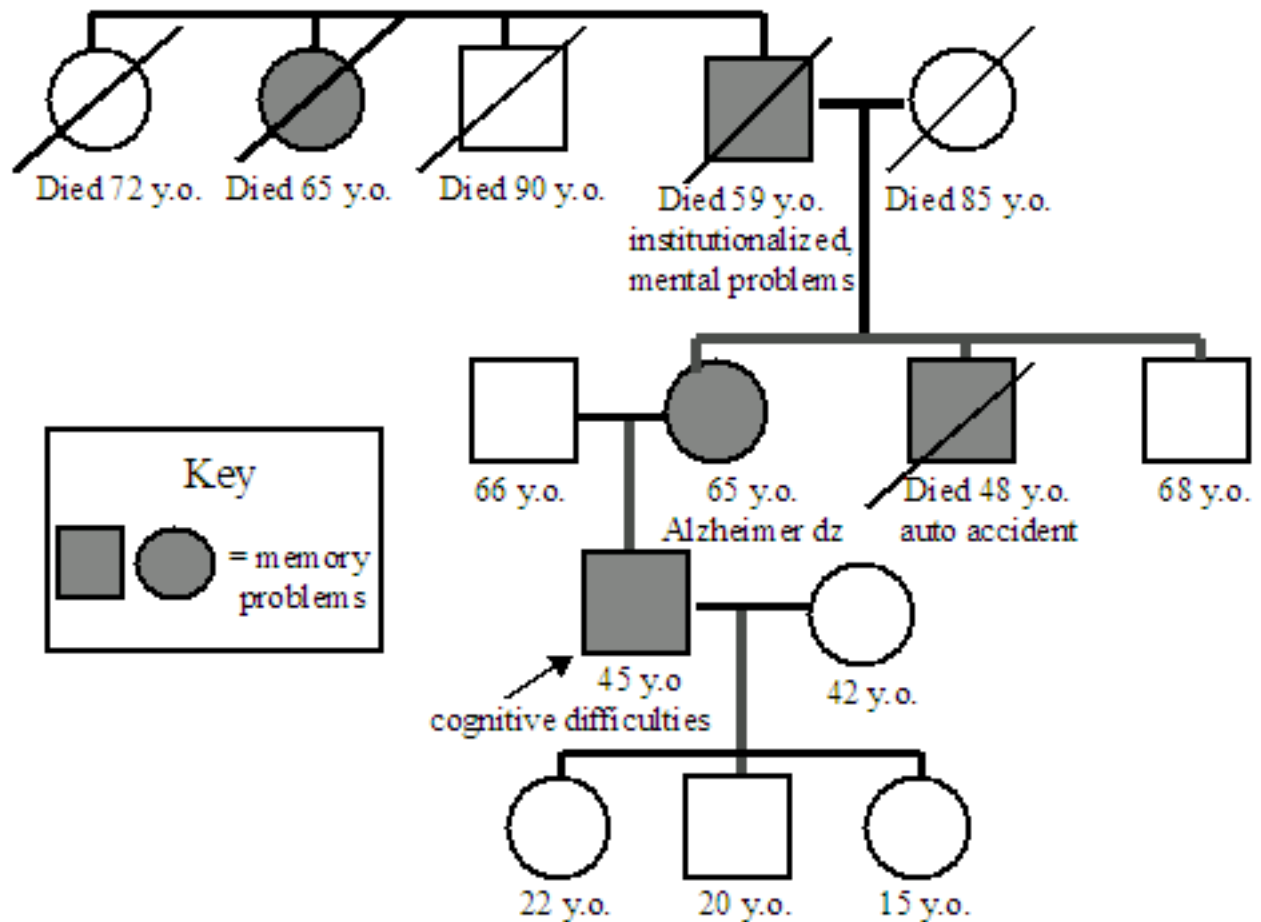 Died 72 y.o.
Died 65 y.o.
Died 90 y.o.
Died 59 y.o.
institutionalized,
mental problems
Died 85 y.o.
66 y.o.
65 y.o.
Alzheimer dz
Died 48 y.o.
auto accident
68 y.o.
Key
= memory
problems
45 y.o
cognitive difficulties
42 y.o.
22 y.o.
20 y.o.
15 y.o.